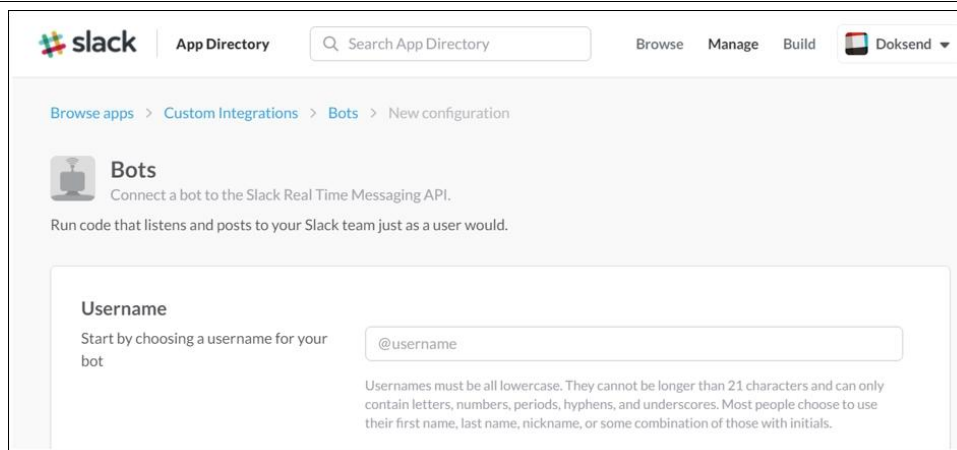 slack App Directory Search App Directory Browse Manage Build Doksend
Browse apps > Custom Integrations > Bots > New configuration
Bots
Connect a bot to the Slack Real Time Messaging API.
Run code that listens and posts to your Slack team just as a user would.
Username
Start by choosing a username for your
bot
@username
Usernames must be all lowercase. They cannot be longer than 21 characters and can only
contain letters, numbers, periods, hyphens, and underscores. Most people choose to use
their first name, last name, nickname, or some combination of those with initials.